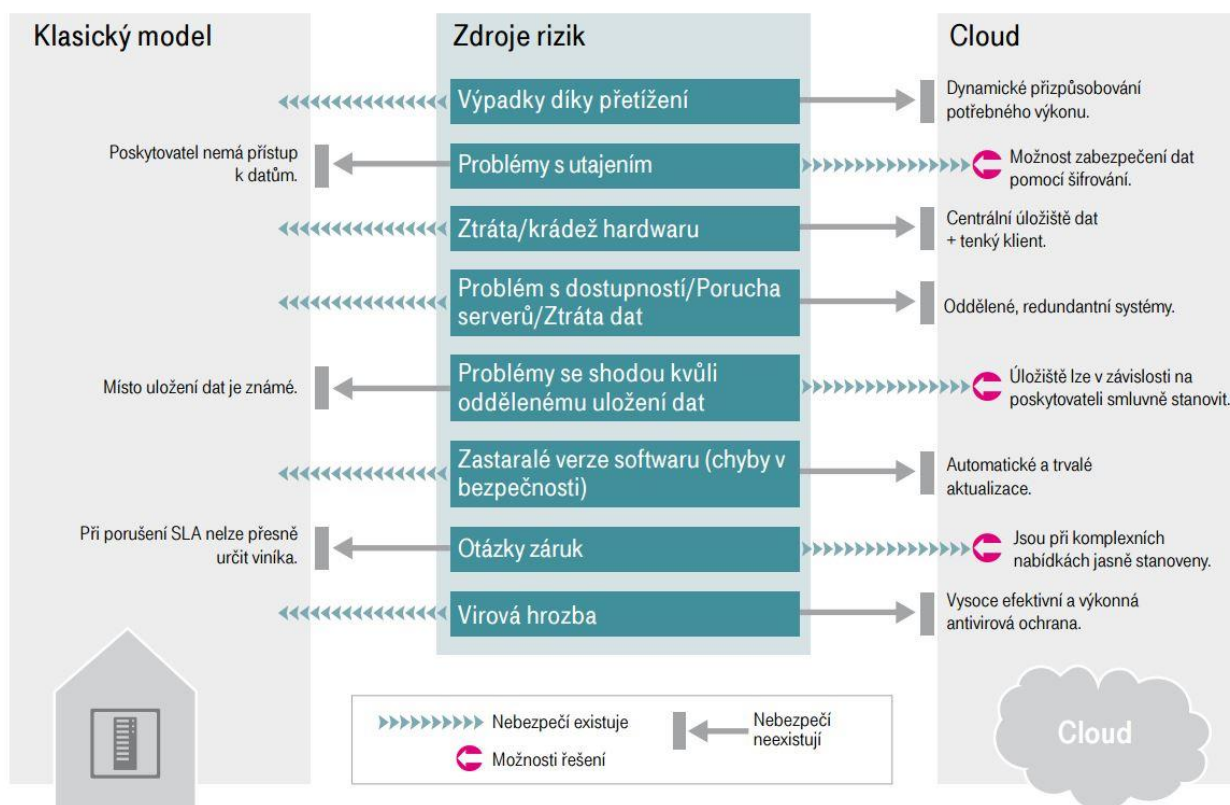 Klasický model
Zdroje rizik
Cloud
Výpadky díky přetížení
Dynamické přizpůsobování
potřebného výkonu.
Poskytovatel nemá přístup
k datům.
Problémy s utajením
Možnost zabezpečení dat
pomocí šifrování.
Ztráta/krádež hardwaru
Centrální úložiště dat
+ tenký klient.
Problém s dostupností/Porucha
serverů/Ztráta dat
Oddělené, redundantní systémy.
Místo uložení dat je známé.
Problémy se shodou kvůli
oddělenému uložení dat
Úložiště lze v závislosti na
poskytovateli smluvně stanovit.
Zastaralé verze softwaru (chyby v
bezpečnosti)
Automatické a trvalé
aktualizace.
Při porušení SLA nelze přesně
určit viníka.
Otázky záruk
Jsou při komplexních
nabídkách jasně stanoveny.
Virová hrozba
Vysoce efektivní a výkonná
antivirová ochrana.
Nebezpečí existuje
Nebezpečí
neexistují
Možnosti řešení
Cloud